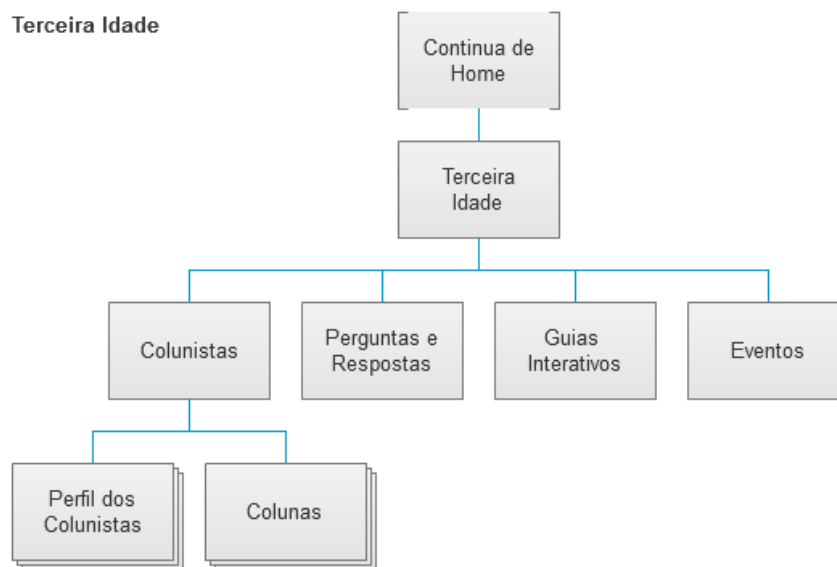 Terceira Idade
Continua de
Home
Terceira
Idade
Colunistas
Perguntas e
Respostas
Guias
Interativos
Eventos
Perfil dos
Colunistas
Colunas